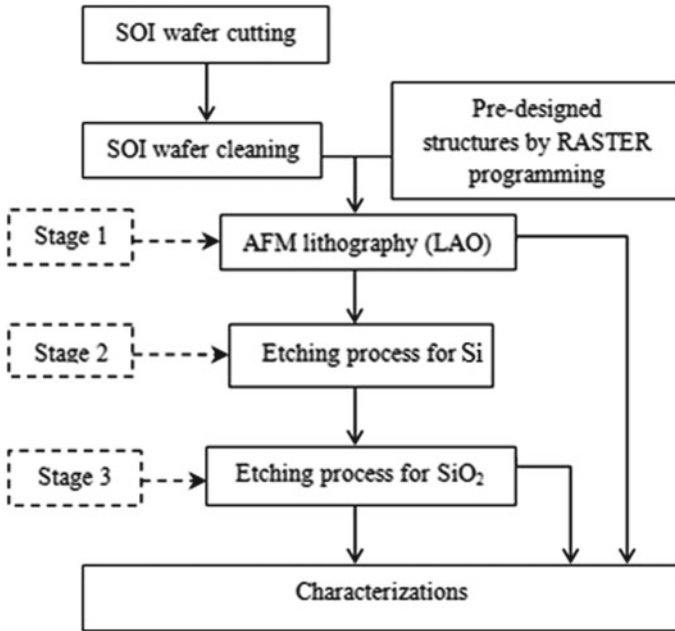 SOI wafer cutting
SOI wafer cleaning
Pre-designed
structures by RASTER
programming
Stage 1
AFM lithography (LAO)
Stage 2
Etching process for Si
Stage 3
Etching process for SiO₂
Characterizations